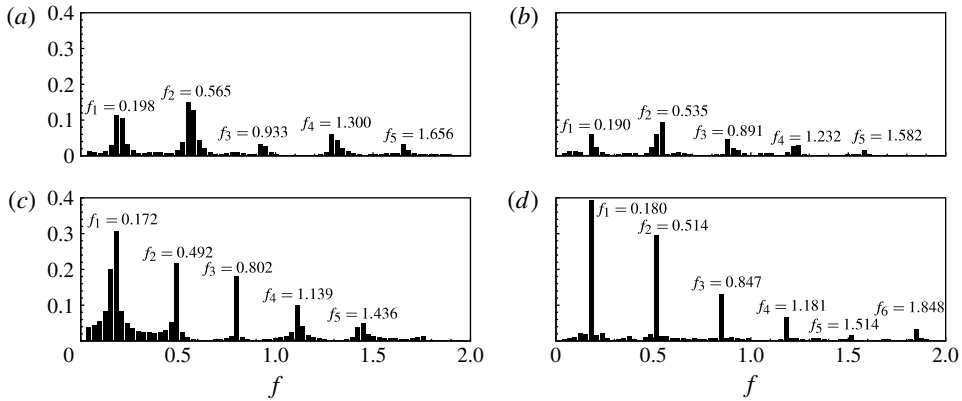 (a)
0.4
0.3
0.2
0.1
0
f₁ = 0.198
f₂ = 0.565
f₃ = 0.933
f₄ = 1.300
f₅ = 1.656
(b)
f₁ = 0.190
f₂ = 0.535
f₃ = 0.891
f₄ = 1.232
f₅ = 1.582
(c)
0.4
0.3
0.2
0.1
0
0.5
1.0
1.5
2.0
f₁ = 0.172
f₂ = 0.492
f₃ = 0.802
f₄ = 1.139
f₅ = 1.436
f
(d)
f₁ = 0.180
f₂ = 0.514
f₃ = 0.847
f₄ = 1.181
f₅ = 1.514
f₆ = 1.848
0
0.5
1.0
1.5
2.0
f